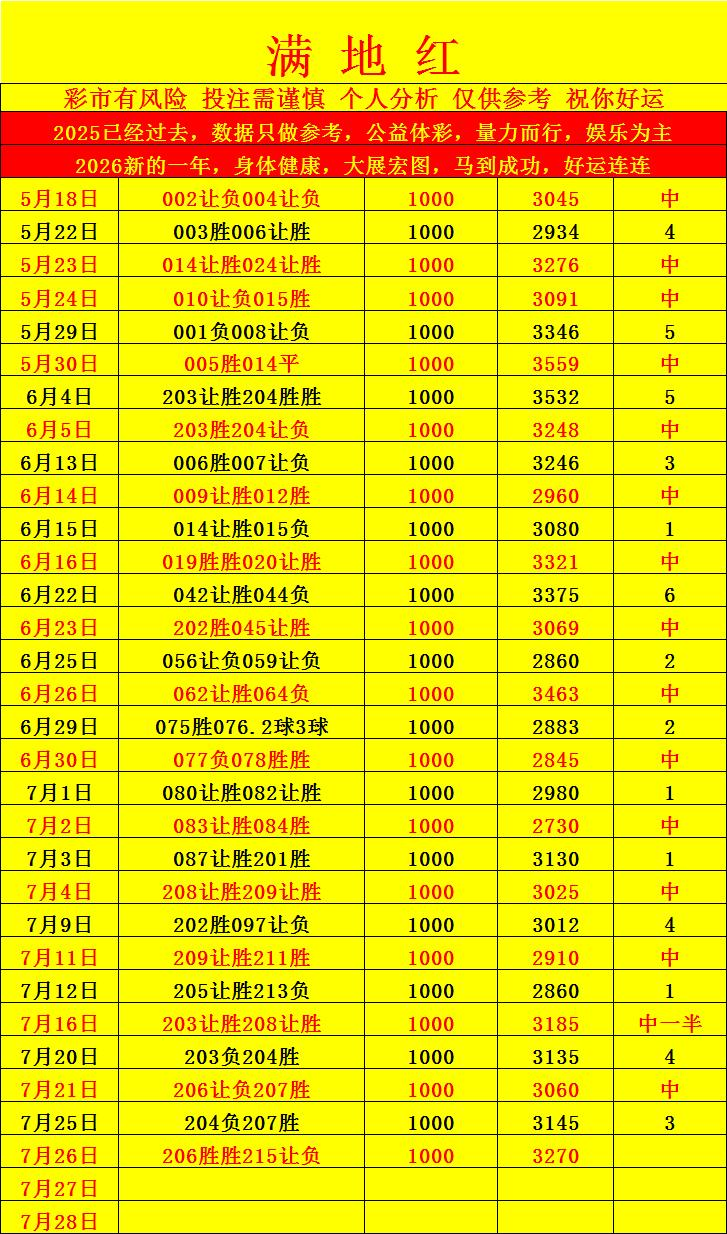 满 地 红
彩市有风险 投注需谨慎 个人分析 仅供参考 祝你好运
2025已经过去，数据只做参考，公益体彩，量力而行，娱乐为主
2026新的一年，身体健康，大展宏图，马到成功，好运连连
5月18日 002让负004让负 1000 3045 中
5月22日 003胜006让胜 1000 2934 4
5月23日 014让胜024让胜 1000 3276 中
5月24日 010让负015胜 1000 3091 中
5月29日 001负008让负 1000 3346 5
5月30日 005胜014平 1000 3559 中
6月4日 203让胜204胜胜 1000 3532 5
6月5日 203胜204让负 1000 3248 中
6月13日 006胜007让负 1000 3246 3
6月14日 009让胜012胜 1000 2960 中
6月15日 014让胜015负 1000 3080 1
6月16日 019胜胜020让胜 1000 3321 中
6月22日 042让胜044负 1000 3375 6
6月23日 202胜045让胜 1000 3069 中
6月25日 056让负059让负 1000 2860 2
6月26日 062让胜064负 1000 3463 中
6月29日 075胜076.2球3球 1000 2883 2
6月30日 077负078胜胜 1000 2845 中
7月1日 080让胜082让胜 1000 2980 1
7月2日 083让胜084胜 1000 2730 中
7月3日 087让胜201胜 1000 3130 1
7月4日 208让胜209让胜 1000 3025 中
7月9日 202胜097让负 1000 3012 4
7月11日 209让胜211胜 1000 2910 中
7月12日 205让胜213负 1000 2860 1
7月16日 203让胜208让胜 1000 3185 中一半
7月20日 203负204胜 1000 3135 4
7月21日 206让负207胜 1000 3060 中
7月25日 204负207胜 1000 3145 3
7月26日 206胜胜215让负 1000 3270
7月27日
7月28日